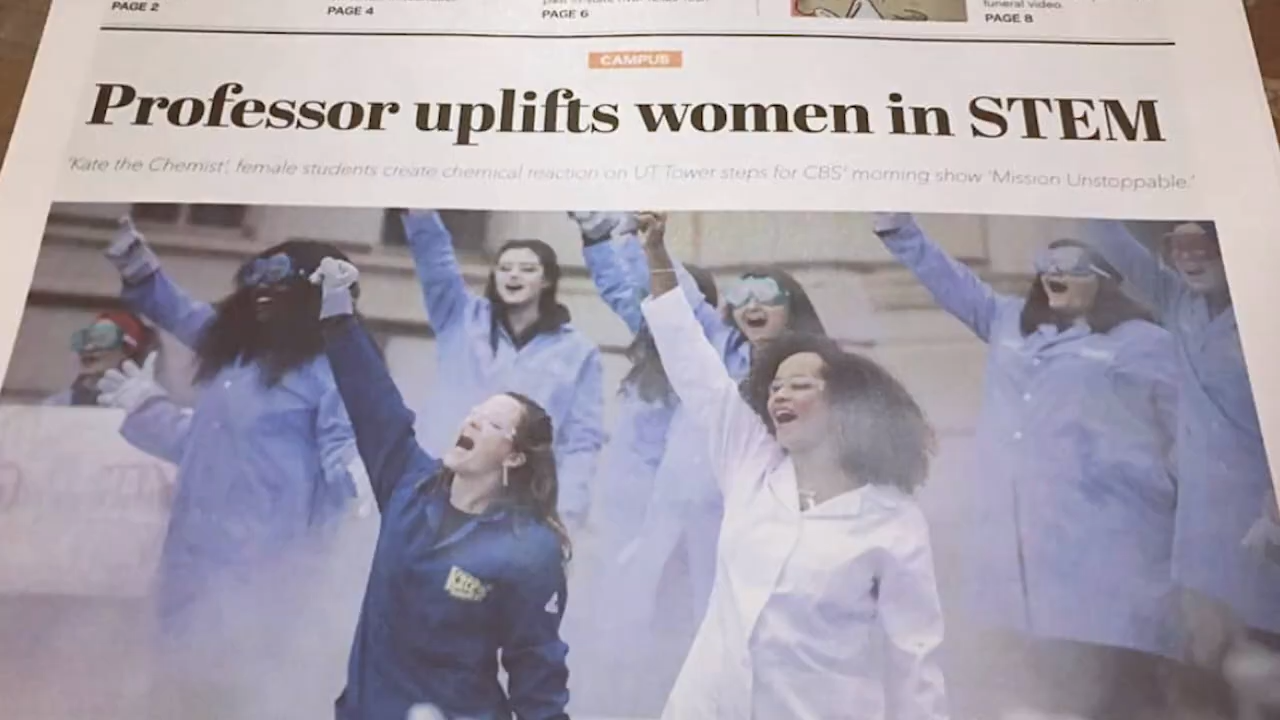 PAGE 2
PAGE 4
PAGE 6
funeral video.
PAGE 8
CAMPUS
Professor uplifts women in STEM
'Kate the Chemist', female students create chemical reaction on UT Tower steps for CBS' morning show 'Mission Unstoppable.'